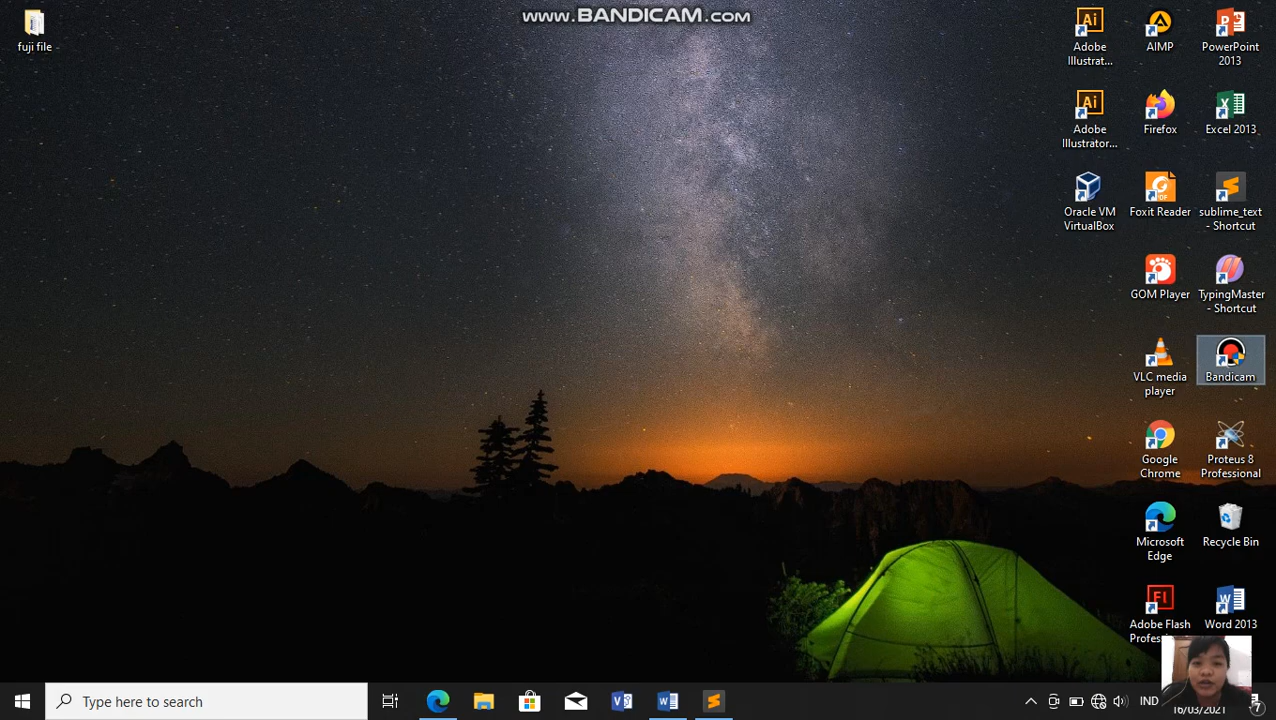 www.BANDICAM.com
fuji file
Adobe
Illustrat...
AIMP
PowerPoint
2013
Adobe
Illustrator...
Firefox
Excel 2013
Oracle VM
VirtualBox
Foxit Reader
sublime_text
- Shortcut
GOM Player
TypingMaster
- Shortcut
VLC media
player
Bandicam
Google
Chrome
Proteus 8
Professional
Microsoft
Edge
Recycle Bin
Adobe Flash
Word 2013
Type here to search
IND
16/03/2021
7